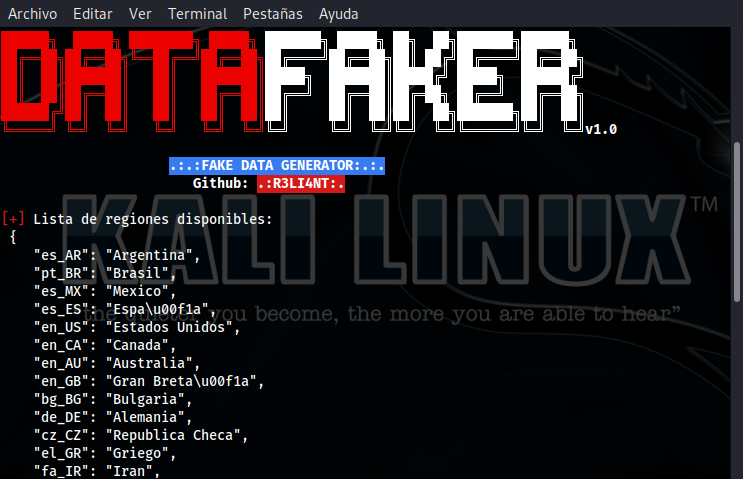 Archivo Editar Ver Terminal Pestañas Ayuda
DATAFAKER v1.0
.:.:FAKE DATA GENERATOR:.:.
Github: .:R3LI4NT:.
[+] Lista de regiones disponibles:
{
"es_AR": "Argentina",
"pt_BR": "Brasil",
"es_MX": "Mexico",
"es_ES": "Espa\u00f1a",
"en_US": "Estados Unidos",
"en_CA": "Canada",
"en_AU": "Australia",
"en_GB": "Gran Breta\u00f1a",
"bg_BG": "Bulgaria",
"de_DE": "Alemania",
"cz_CZ": "Republica Checa",
"el_GR": "Griego",
"fa_IR": "Iran",
KALI LINUX™
the quieter you become, the more you are able to hear”